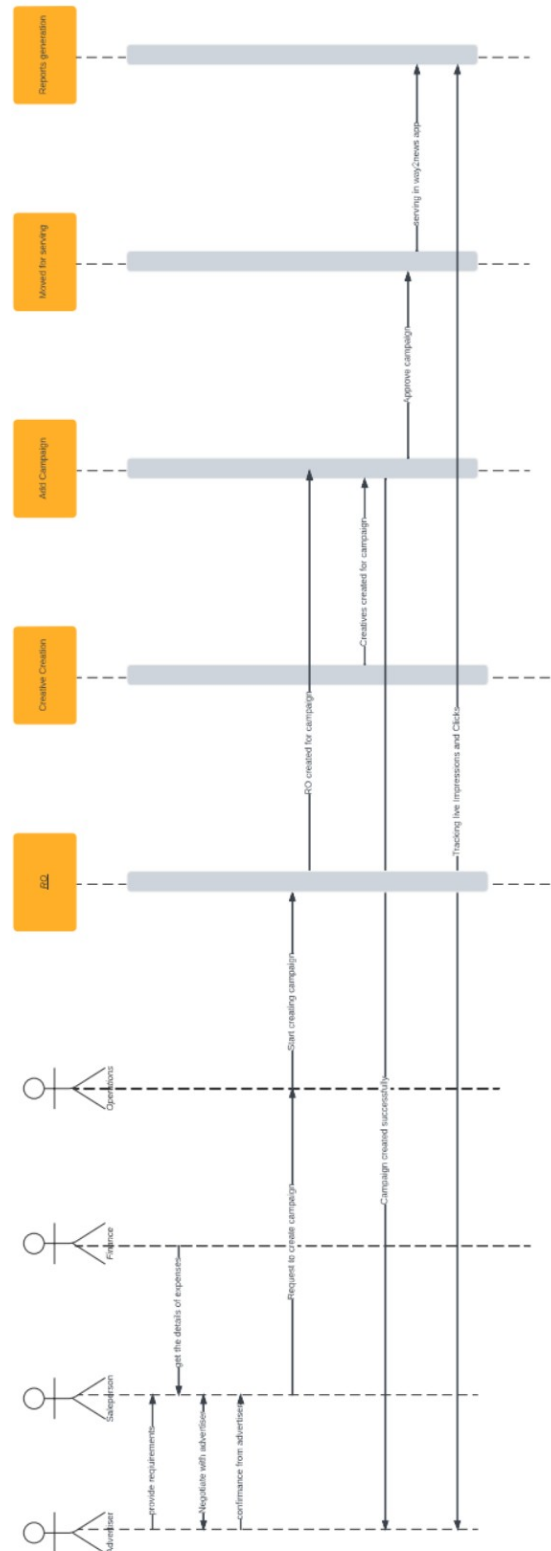 Advertiser
Saleperson
Finance
Operations
RO
Creative Creation
Add Campaign
Moved for serving
Reports generation
provide requirements
get the details of expenses
Negotiate with advertiser
confirmance from advertiser
Request to create campaign
Start creating campaign
RO created for campaign
Creatives created for campaign
Campaign created successfully
Approve campaign
serving in way2news app
Tracking live Impressions and Clicks